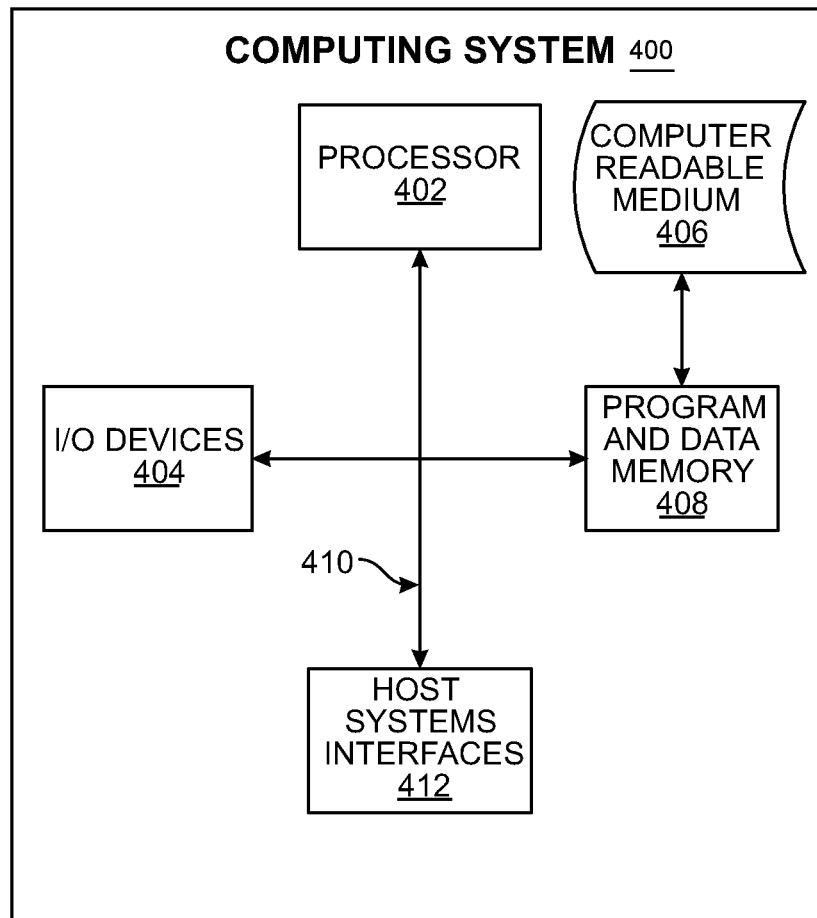 COMPUTING SYSTEM 400
PROCESSOR
402
COMPUTER
READABLE
MEDIUM
406
I/O DEVICES
404
PROGRAM
AND DATA
MEMORY
408
410
HOST
SYSTEMS
INTERFACES
412